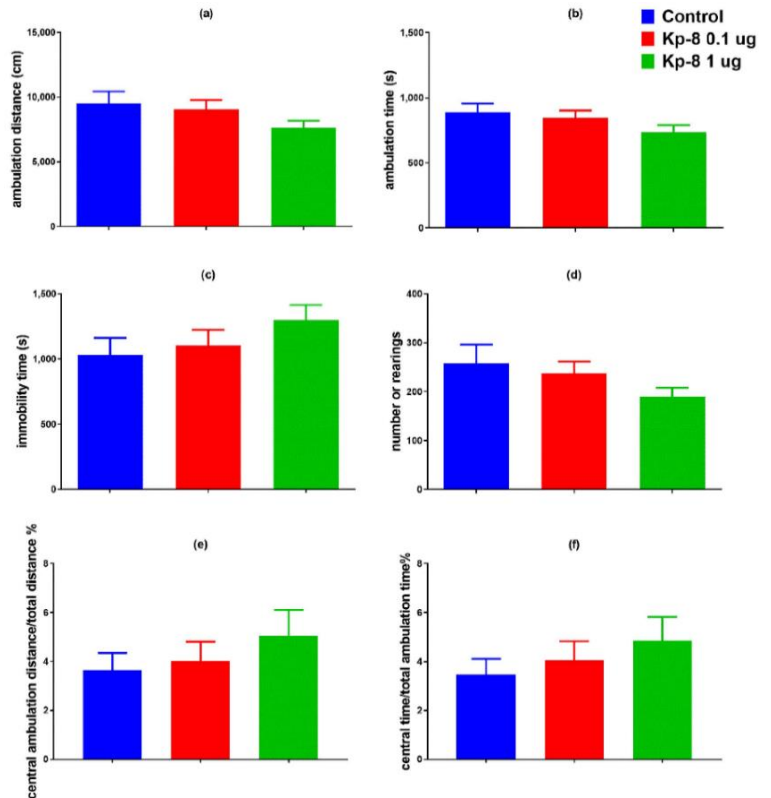 (a)
15,000
10,000
5,000
0
ambulation distance (cm)
(b)
1,500
1,000
500
0
ambulation time (s)
Control
Kp-8 0.1 ug
Kp-8 1 ug
(c)
1,500
1,000
500
0
immobility time (s)
(d)
400
300
200
100
0
number or rearings
(e)
8
6
4
2
0
central ambulation distance/total distance %
(f)
8
6
4
2
0
central time/total ambulation time%